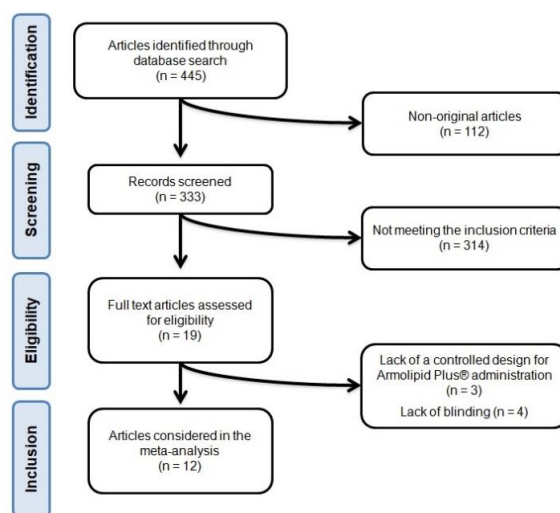 Identification
Articles identified through
database search
(n = 445)
Non-original articles
(n = 112)
Screening
Records screened
(n = 333)
Not meeting the inclusion criteria
(n = 314)
Eligibility
Full text articles assessed
for eligibility
(n = 19)
Lack of a controlled design for
Armolipid Plus® administration
(n = 3)
Lack of blinding (n = 4)
Inclusion
Articles considered in the
meta-analysis
(n = 12)